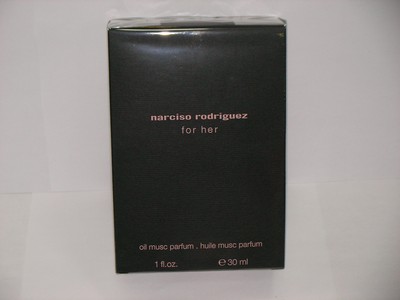 narciso rodriguez
for her
oil musc parfum , huile musc parfum
1 fl.oz. ℮ 30 ml